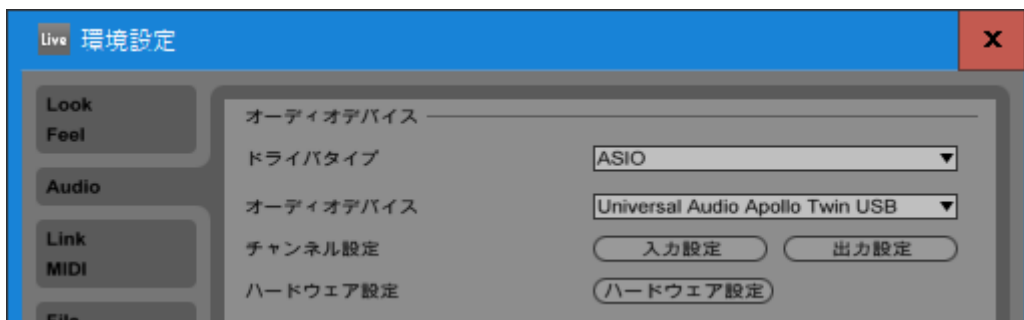 Live 環境設定 x
Look
Feel
Audio
Link
MIDI
File
オーディオデバイス
ドライバタイプ ASIO
オーディオデバイス Universal Audio Apollo Twin USB
チャンネル設定 入力設定 出力設定
ハードウェア設定 ハードウェア設定